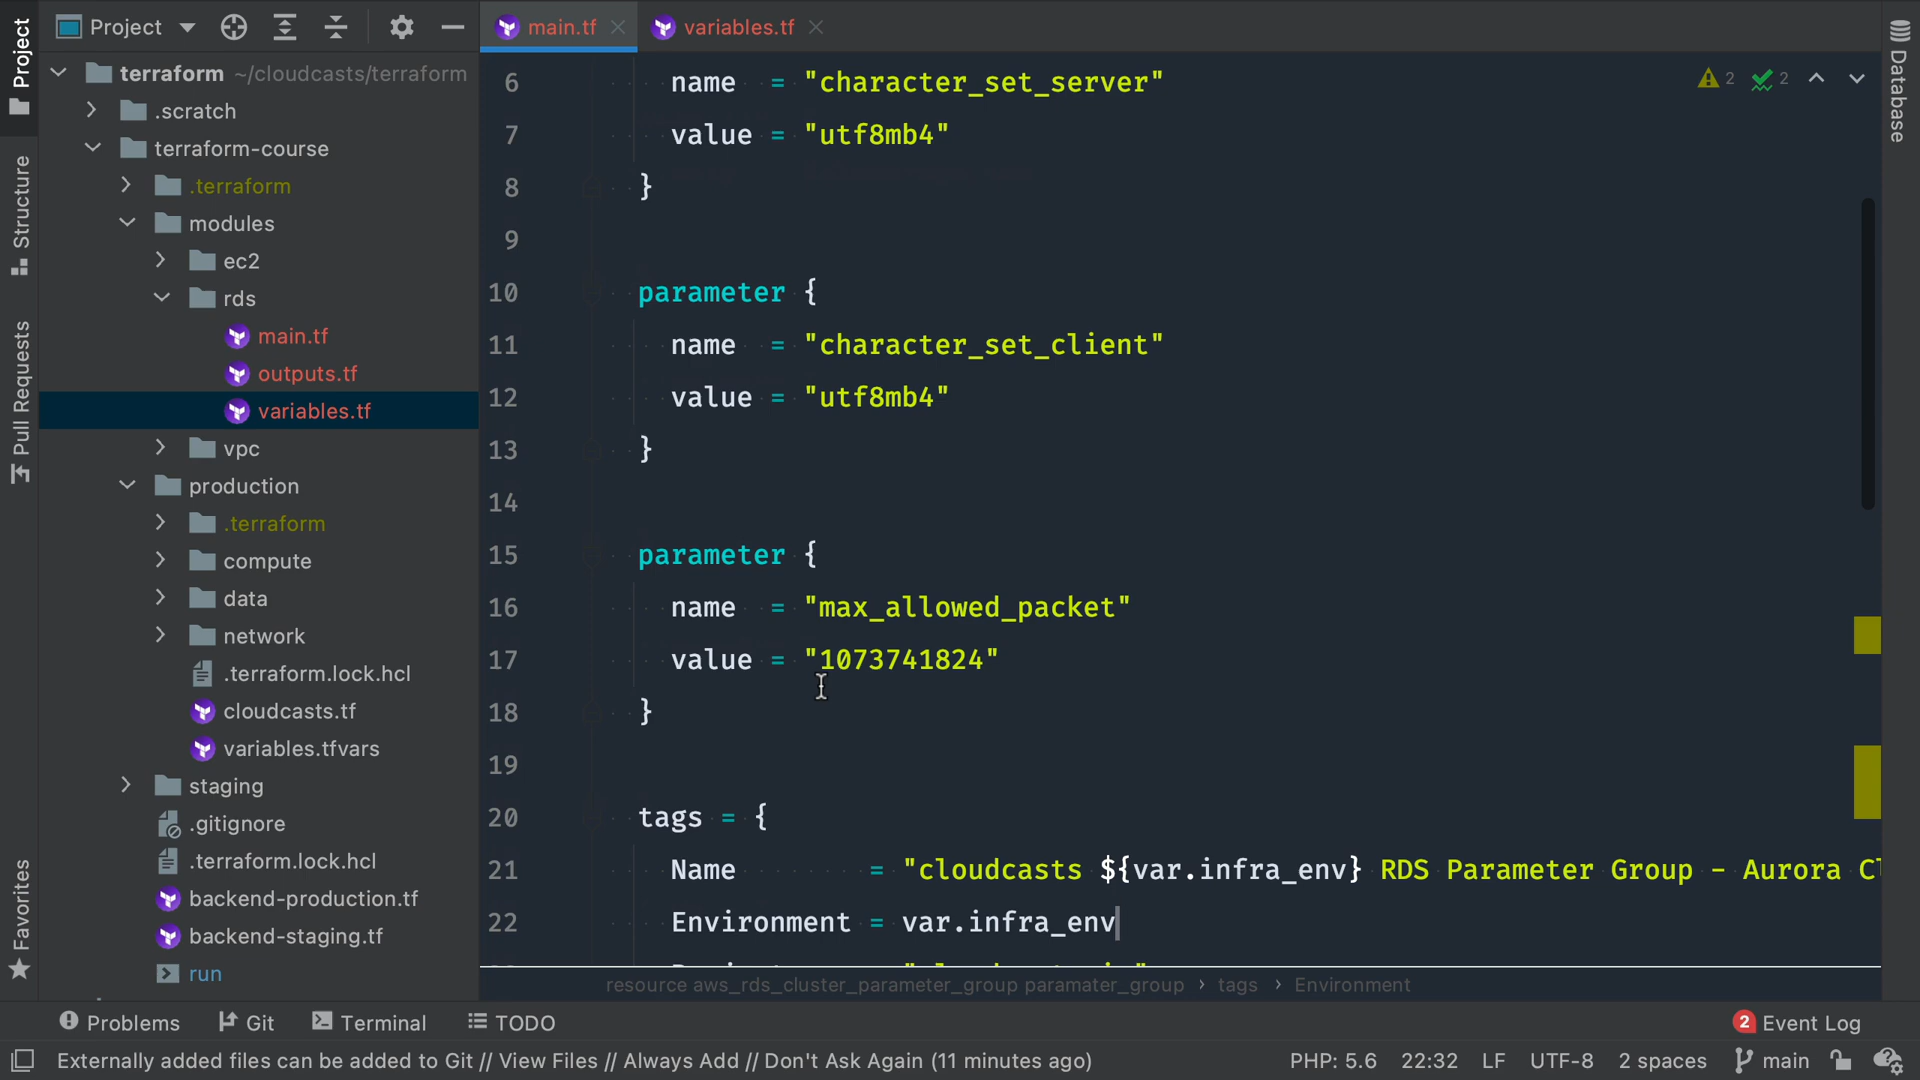 Project
Structure
Pull Requests
Favorites
Project
terraform ~/cloudcasts/terraform
.scratch
terraform-course
.terraform
modules
ec2
rds
main.tf
outputs.tf
variables.tf
vpc
production
.terraform
compute
data
network
.terraform.lock.hcl
cloudcasts.tf
variables.tfvars
staging
.gitignore
.terraform.lock.hcl
backend-production.tf
backend-staging.tf
run
main.tf
variables.tf
2 2
6 name = "character_set_server"
7 value = "utf8mb4"
8 }
9
10 parameter {
11 name = "character_set_client"
12 value = "utf8mb4"
13 }
14
15 parameter {
16 name = "max_allowed_packet"
17 value = "1073741824"
18 }
19
20 tags = {
21 Name = "cloudcasts ${var.infra_env} RDS Parameter Group - Aurora
22 Environment = var.infra_env
resource aws_rds_cluster_parameter_group paramater_group › tags › Environment
Database
Problems Git Terminal TODO
2 Event Log
Externally added files can be added to Git // View Files // Always Add // Don't Ask Again (11 minutes ago)
PHP: 5.6 22:32 LF UTF-8 2 spaces main